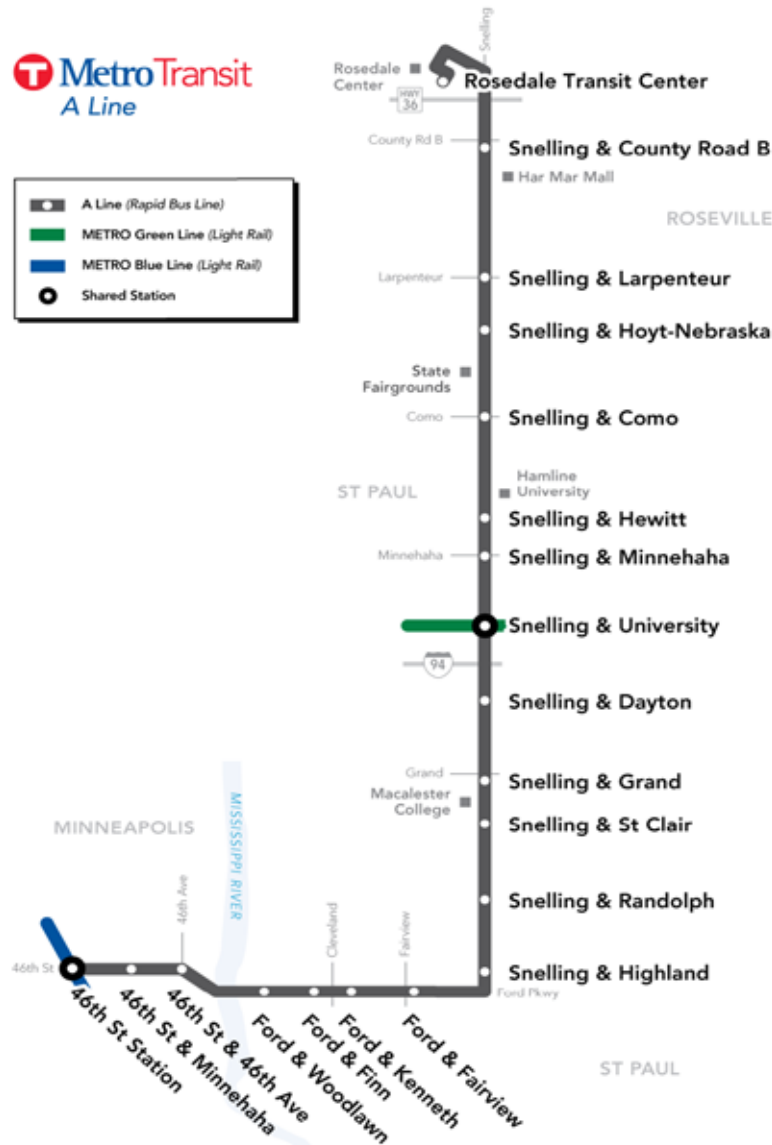 T Metro Transit
A Line
A Line (Rapid Bus Line)
METRO Green Line (Light Rail)
METRO Blue Line (Light Rail)
Shared Station
Snelling
Rosedale
Center
Rosedale Transit Center
HWY
36
County Rd B
Snelling & County Road B
Har Mar Mall
ROSEVILLE
Larpenteur
Snelling & Larpenteur
Snelling & Hoyt-Nebraska
State
Fairgrounds
Como
Snelling & Como
Hamline
University
ST PAUL
Snelling & Hewitt
Minnehaha
Snelling & Minnehaha
Snelling & University
94
Snelling & Dayton
Grand
Snelling & Grand
Macalester
College
Snelling & St Clair
MINNEAPOLIS
MISSISSIPPI RIVER
Snelling & Randolph
46th Ave
Cleveland
Fairview
46th St
Snelling & Highland
Ford Pkwy
46th St Station
46th St & Minnehaha
46th St & 46th Ave
Ford & Woodlawn
Ford & Finn
Ford & Kenneth
Ford & Fairview
ST PAUL